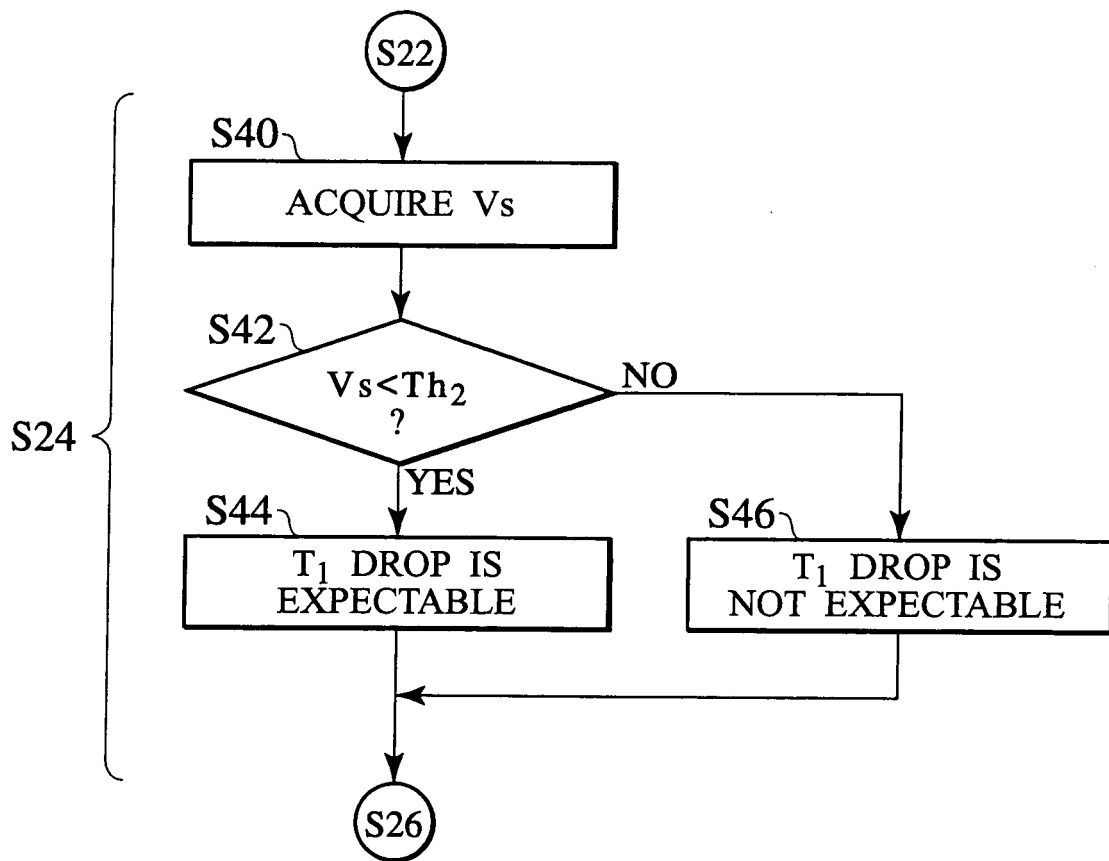 S22
S40
ACQUIRE Vs
S42
Vs<Th₂
?
NO
YES
S24
S44
T₁ DROP IS
EXPECTABLE
S46
T₁ DROP IS
NOT EXPECTABLE
S26